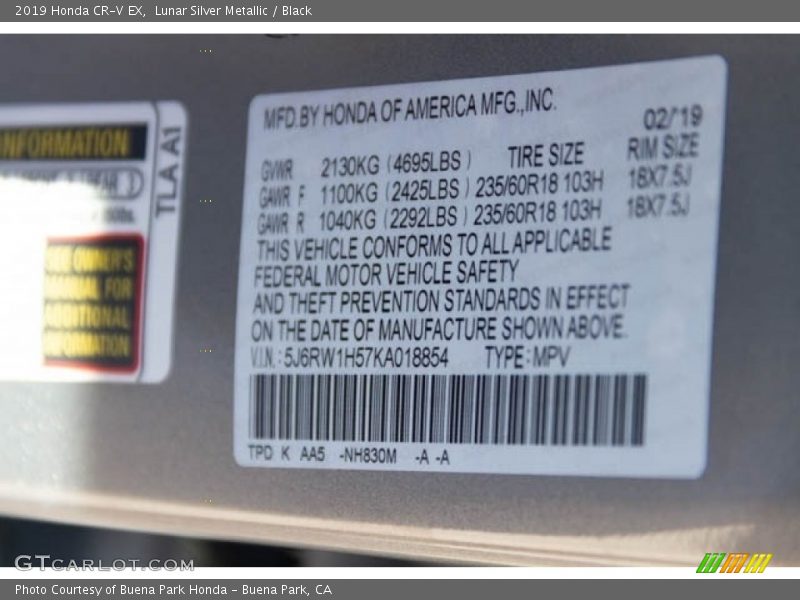 2019 Honda CR-V EX,  Lunar Silver Metallic / Black
INFORMATION
TLA A1
SEE OWNER'S
MANUAL FOR
ADDITIONAL
INFORMATION
MFD.BY HONDA OF AMERICA MFG.,INC.
02/'19
GVWR 2130KG (4695LBS) TIRE SIZE RIM SIZE
GAWR F 1100KG (2425LBS) 235/60R18 103H 18X7.5J
GAWR R 1040KG (2292LBS) 235/60R18 103H 18X7.5J
THIS VEHICLE CONFORMS TO ALL APPLICABLE
FEDERAL MOTOR VEHICLE SAFETY
AND THEFT PREVENTION STANDARDS IN EFFECT
ON THE DATE OF MANUFACTURE SHOWN ABOVE.
V.I.N.: 5J6RW1H57KA018854 TYPE: MPV
TPD K AA5 -NH830M -A -A
GTCARLOT.COM
Photo Courtesy of Buena Park Honda - Buena Park, CA